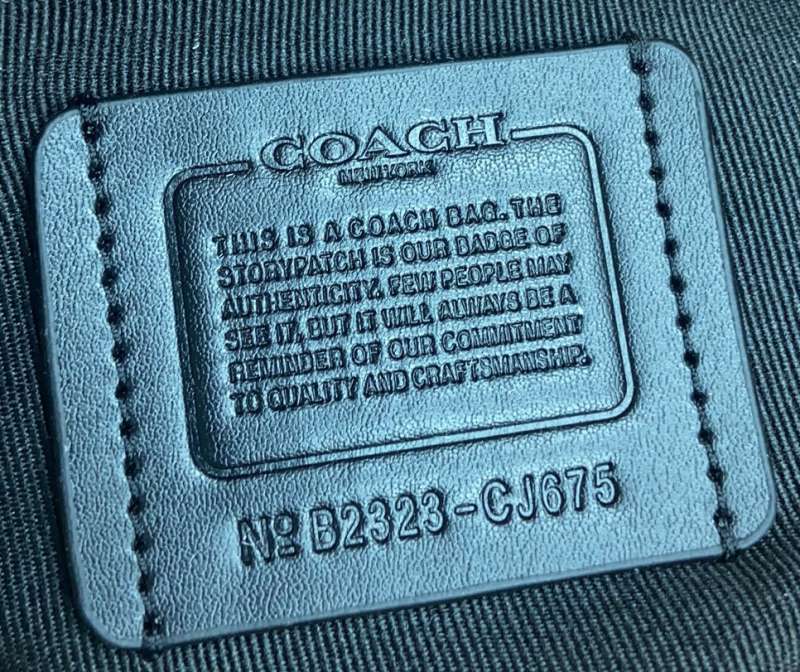 COACH
NEW YORK
THIS IS A COACH BAG. THE
STORYPATCH IS OUR BADGE OF
AUTHENTICITY. FEW PEOPLE MAY
SEE IT, BUT IT WILL ALWAYS BE A
REMINDER OF OUR COMMITMENT
TO QUALITY AND CRAFTSMANSHIP.
Nº B2323-CJ675